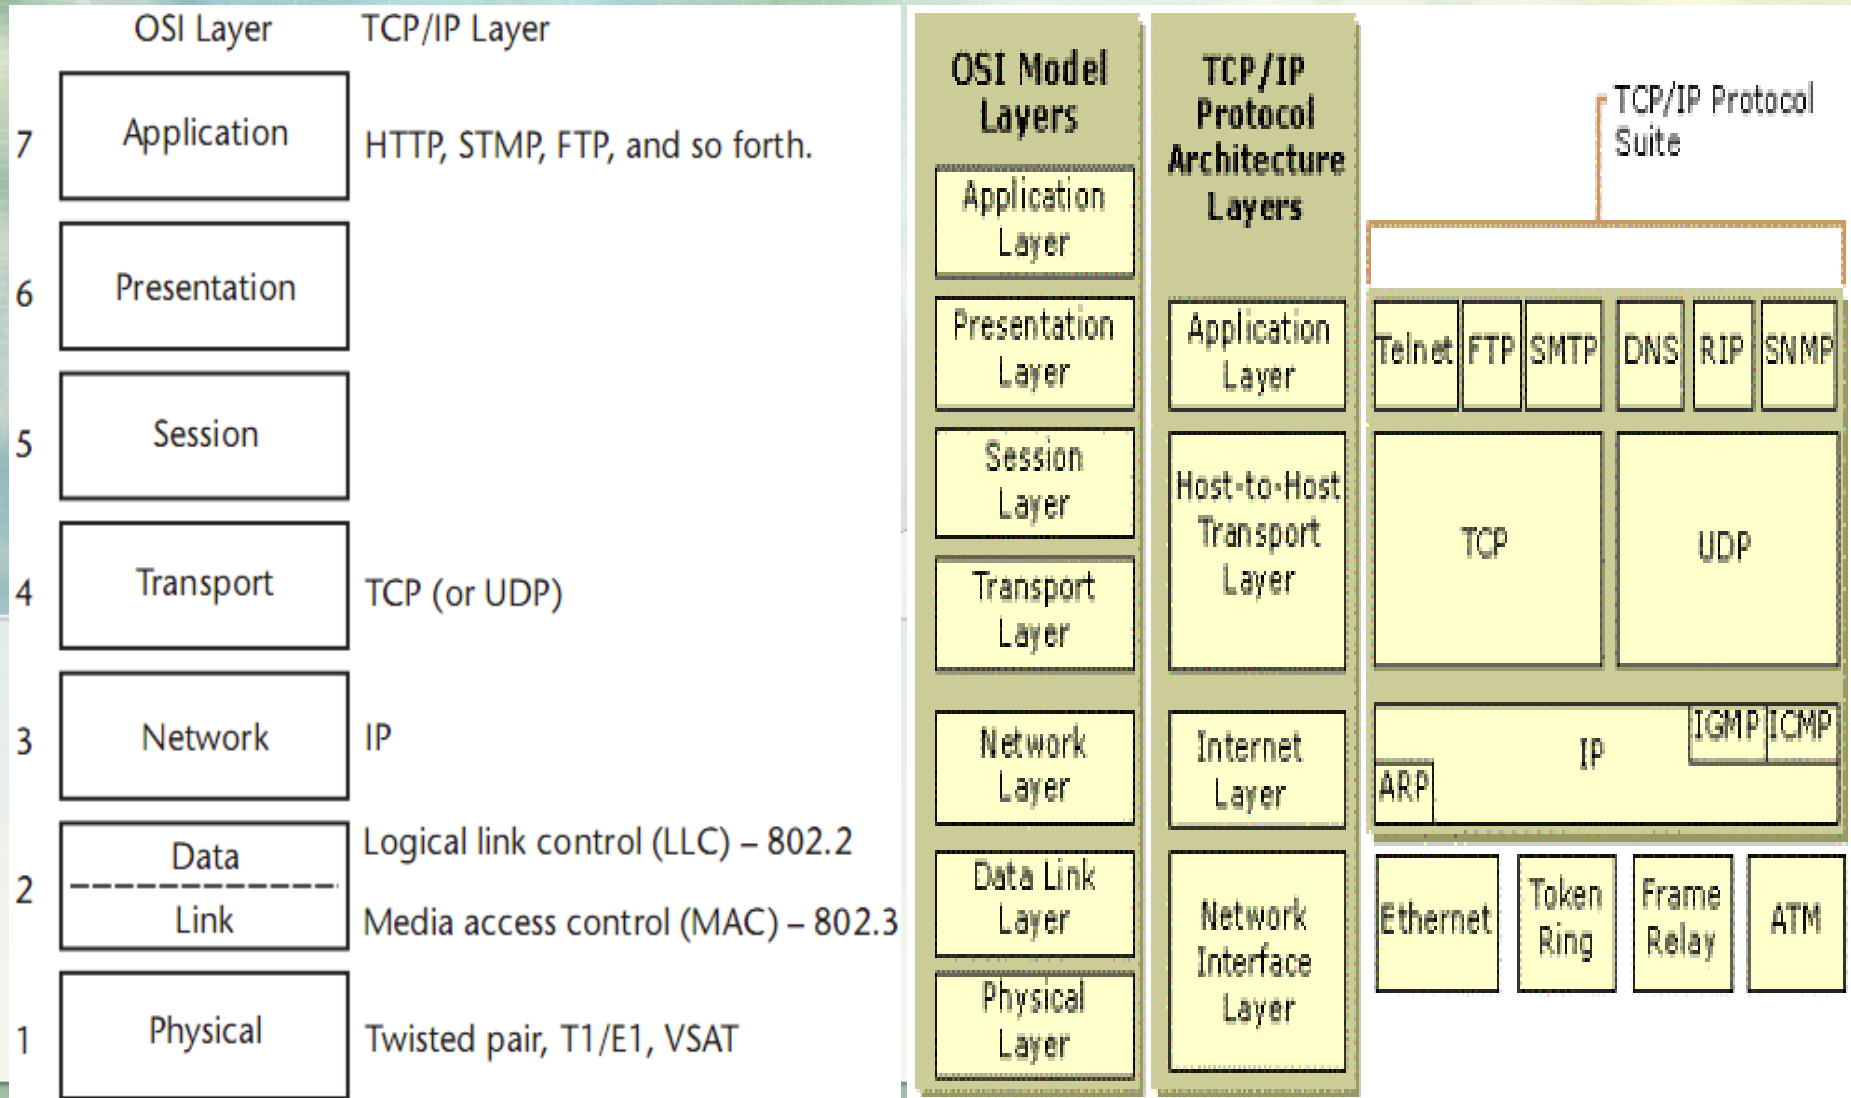 OSI Layer TCP/IP Layer
7 Application HTTP, STMP, FTP, and so forth.
6 Presentation
5 Session
4 Transport TCP (or UDP)
3 Network IP
Data Logical link control (LLC) – 802.2
2
Link Media access control (MAC) – 802.3
1 Physical Twisted pair, T1/E1, VSAT
OSI Model
Layers
Application
Layer
Presentation
Layer
Session
Layer
Transport
Layer
Network
Layer
Data Link
Layer
Physical
Layer
TCP/IP
Protocol
Architecture
Layers
Application
Layer
Host-to-Host
Transport
Layer
Internet
Layer
Network
Interface
Layer
TCP/IP Protocol
Suite
Telnet FTP SMTP DNS RIP SNMP
TCP UDP
IGMP ICMP
IP
ARP
Ethernet
Token
Ring
Frame
Relay
ATM